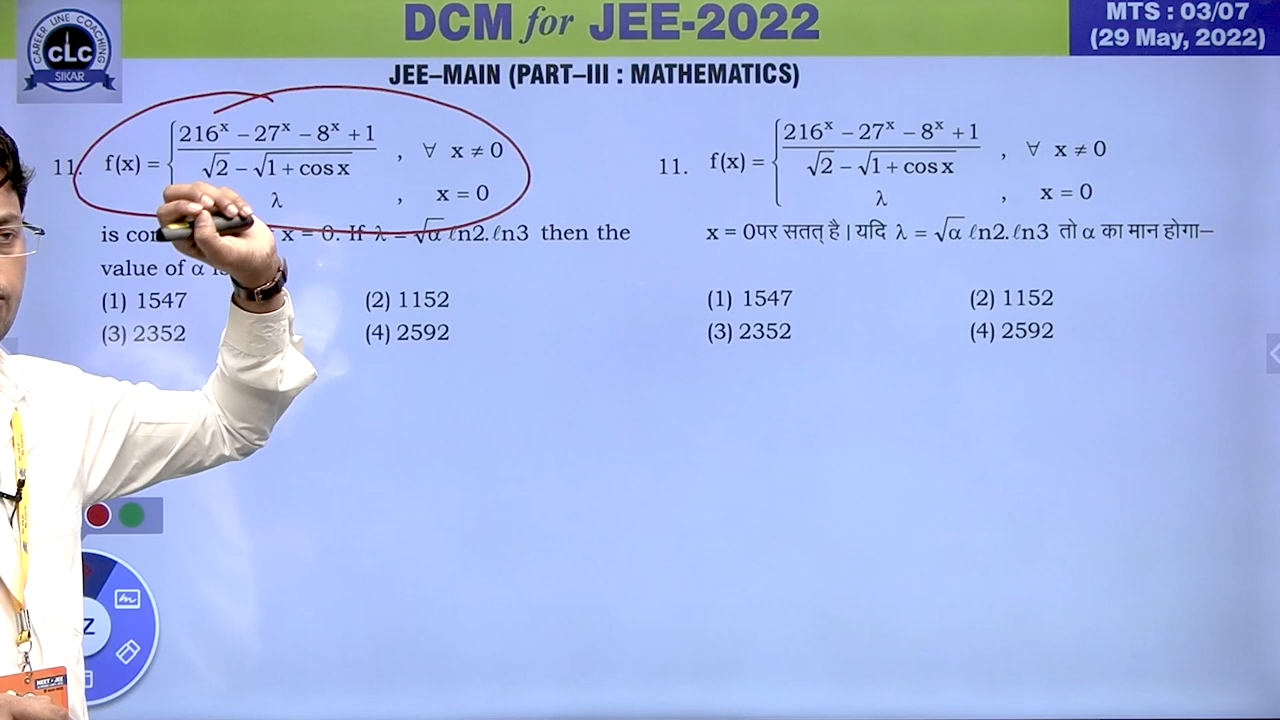 DCM for JEE-2022
MTS : 03/07
(29 May, 2022)
CAREER LINE COACHING
CLC
SIKAR
JEE–MAIN (PART–III : MATHEMATICS)
11. f(x) = { (216^x − 27^x − 8^x + 1) / (√2 − √(1 + cos x)) , ∀ x ≠ 0
λ , x = 0
x = 0. If λ = √α ℓn2.ℓn3 then the
value of α
(1) 1547 (2) 1152
(3) 2352 (4) 2592
11. f(x) = { (216^x − 27^x − 8^x + 1) / (√2 − √(1 + cos x)) , ∀ x ≠ 0
λ , x = 0
x = 0पर सतत् है। यदि λ = √α ℓn2.ℓn3 तो α का मान होगा–
(1) 1547 (2) 1152
(3) 2352 (4) 2592
Z
NEET • JEE